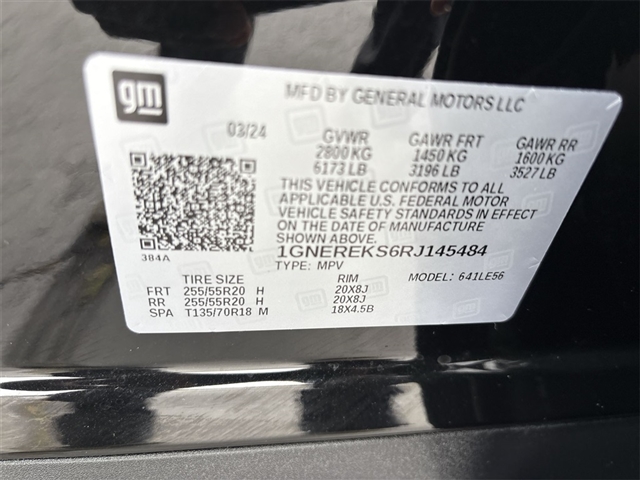 gm
MFD BY GENERAL MOTORS LLC
03/24 GVWR GAWR FRT GAWR RR
2800 KG 1450 KG 1600 KG
6173 LB 3196 LB 3527 LB
THIS VEHICLE CONFORMS TO ALL
APPLICABLE U.S. FEDERAL MOTOR
VEHICLE SAFETY STANDARDS IN EFFECT
ON THE DATE OF MANUFACTURE
SHOWN ABOVE.
384A
1GNEREKS6RJ145484
TYPE: MPV MODEL: 641LE56
TIRE SIZE RIM
FRT 255/55R20 H 20X8J
RR 255/55R20 H 20X8J
SPA T135/70R18 M 18X4.5B